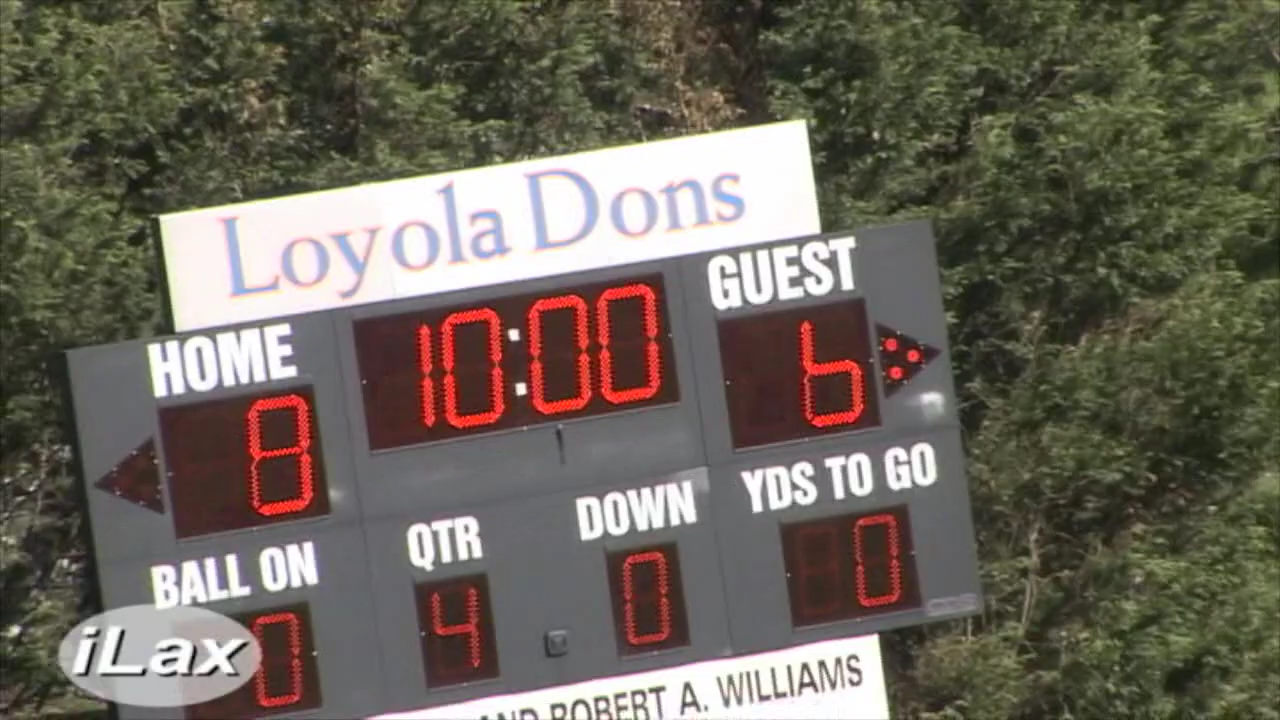 Loyola Dons
HOME
10:00
GUEST
8
6
BALL ON
QTR
DOWN
YDS TO GO
0
4
0
0
iLax
AND ROBERT A. WILLIAMS